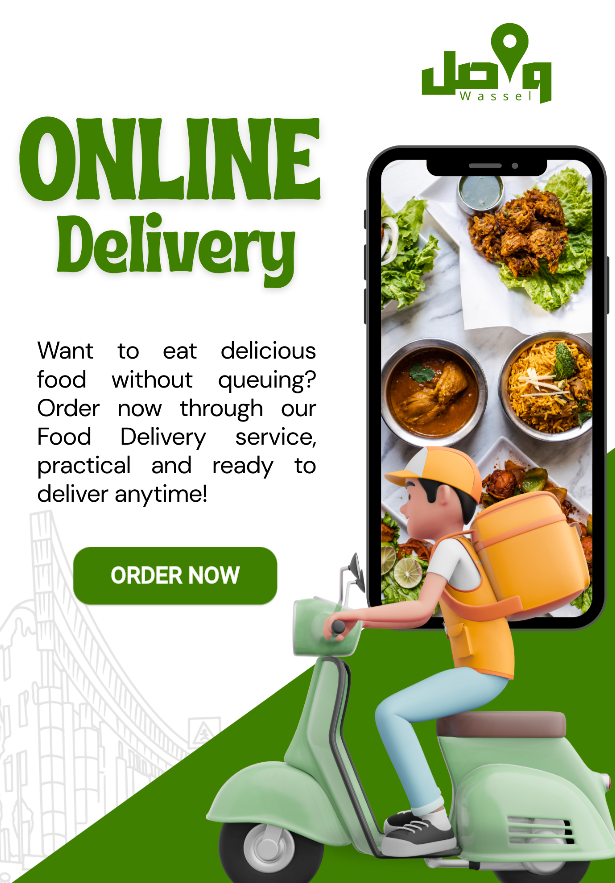 واصل
Wassel
ONLINE
Delivery
Want to eat delicious
food without queuing?
Order now through our
Food Delivery service,
practical and ready to
deliver anytime!
ORDER NOW